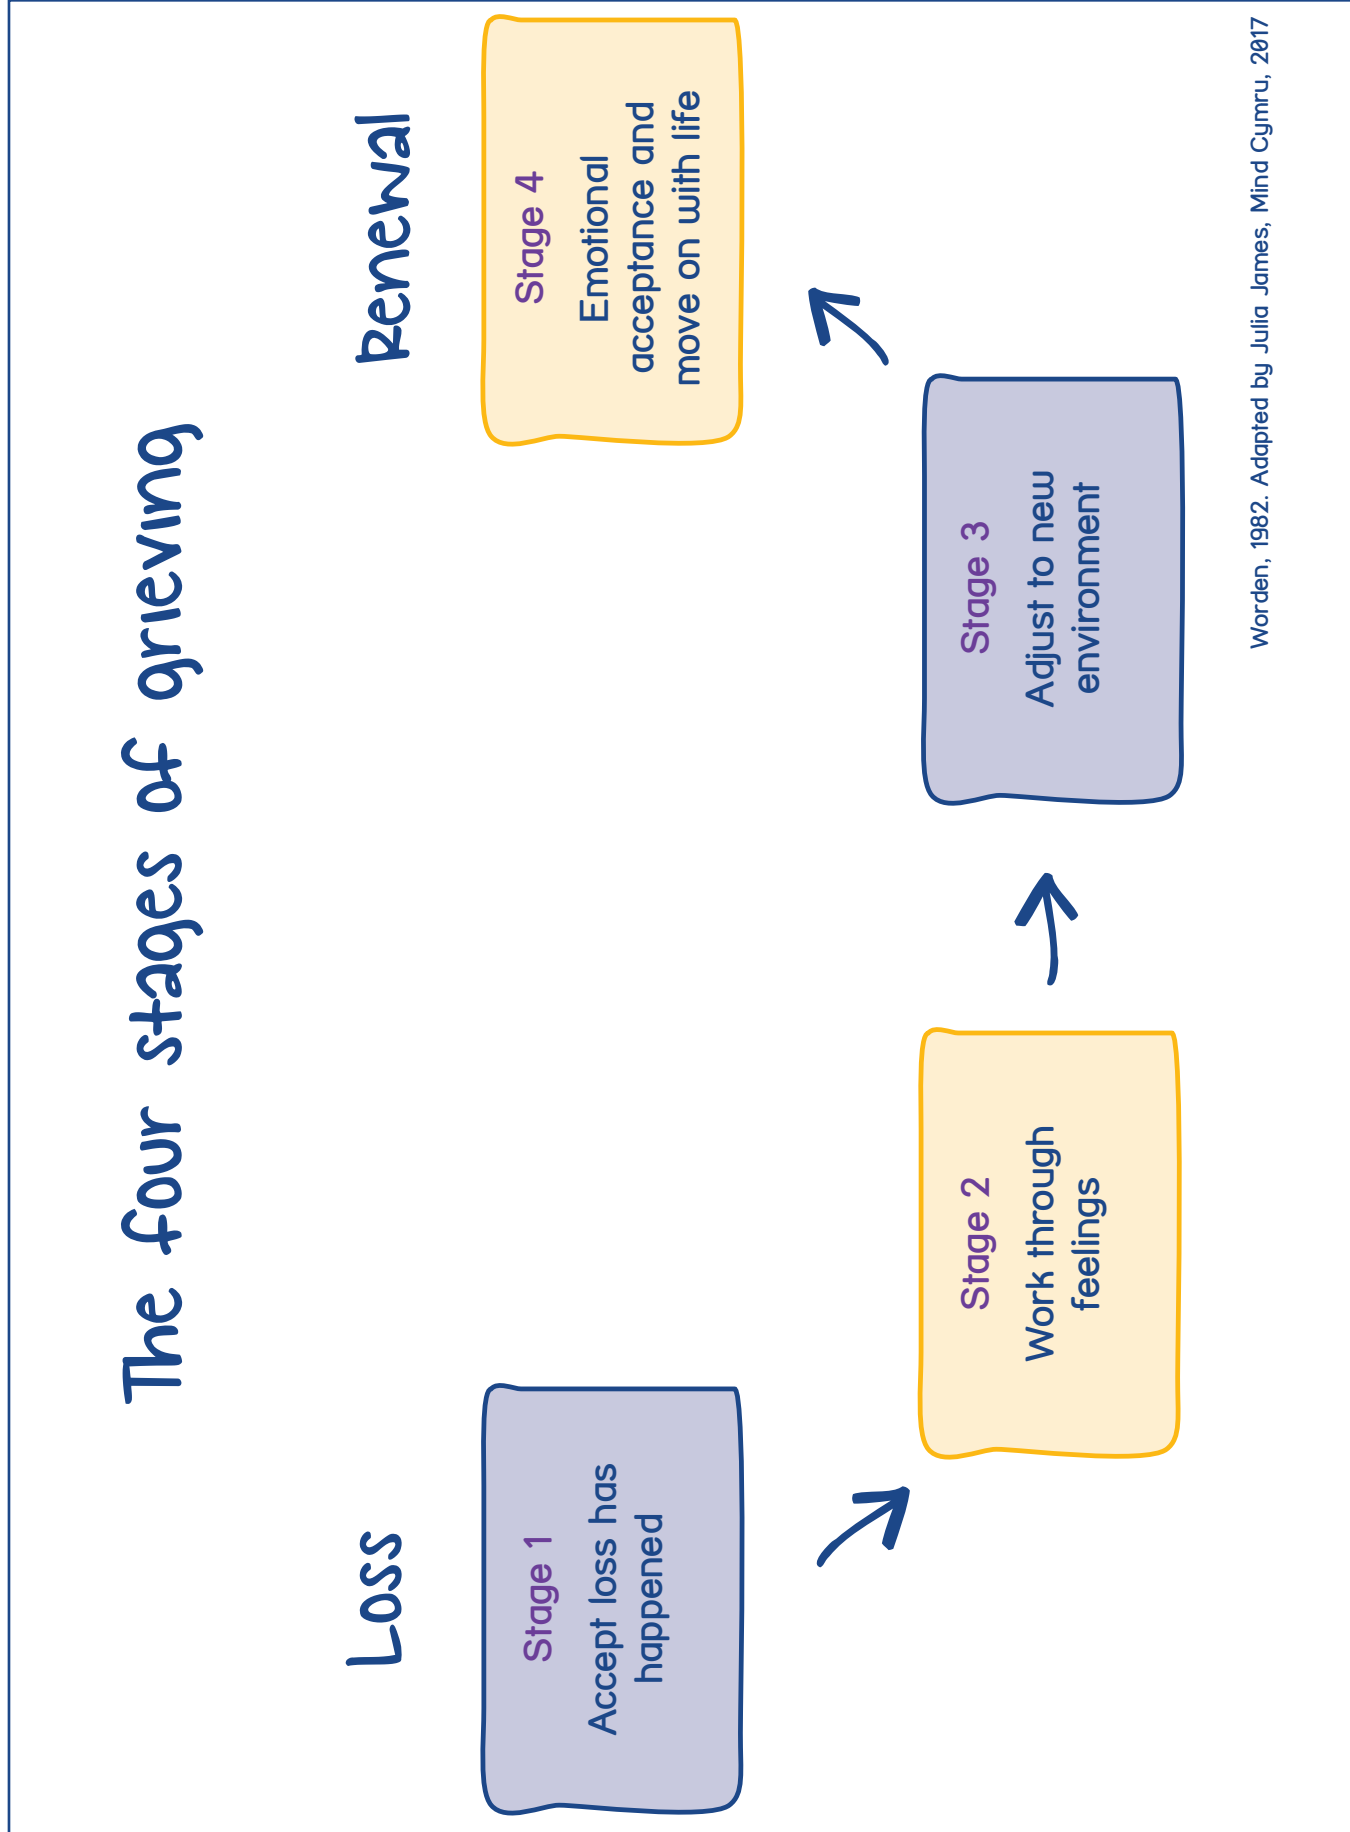 The four stages of grieving
Loss
Renewal
Stage 1
Accept loss has
happened
Stage 2
Work through
feelings
Stage 3
Adjust to new
environment
Stage 4
Emotional
acceptance and
move on with life
Worden, 1982. Adapted by Julia James, Mind Cymru, 2017